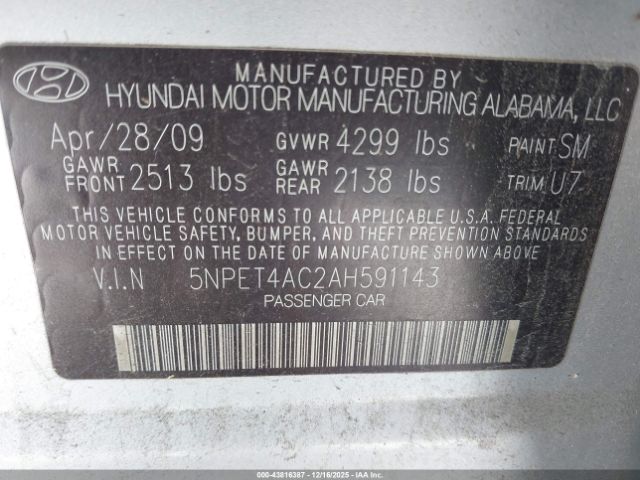 MANUFACTURED BY
HYUNDAI MOTOR MANUFACTURING ALABAMA, LLC
Apr/28/09 GVWR 4299 lbs PAINT SM
GAWR FRONT 2513 lbs GAWR REAR 2138 lbs TRIM U7
THIS VEHICLE CONFORMS TO ALL APPLICABLE U.S.A. FEDERAL
MOTOR VEHICLE SAFETY, BUMPER, AND THEFT PREVENTION STANDARDS
IN EFFECT ON THE DATE OF MANUFACTURE SHOWN ABOVE.
V.I.N 5NPET4AC2AH591143
PASSENGER CAR
000-43816387 - 12/16/2025 - IAAI.COM